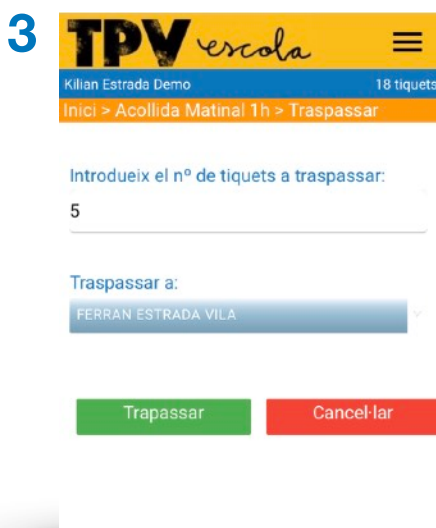 3
TPV escola
Kilian Estrada Demo 18 tiquets
Inici > Acollida Matinal 1h > Traspassar
Introdueix el nº de tiquets a traspassar:
5
Traspassar a:
FERRAN ESTRADA VILA
Trapassar Cancel·lar